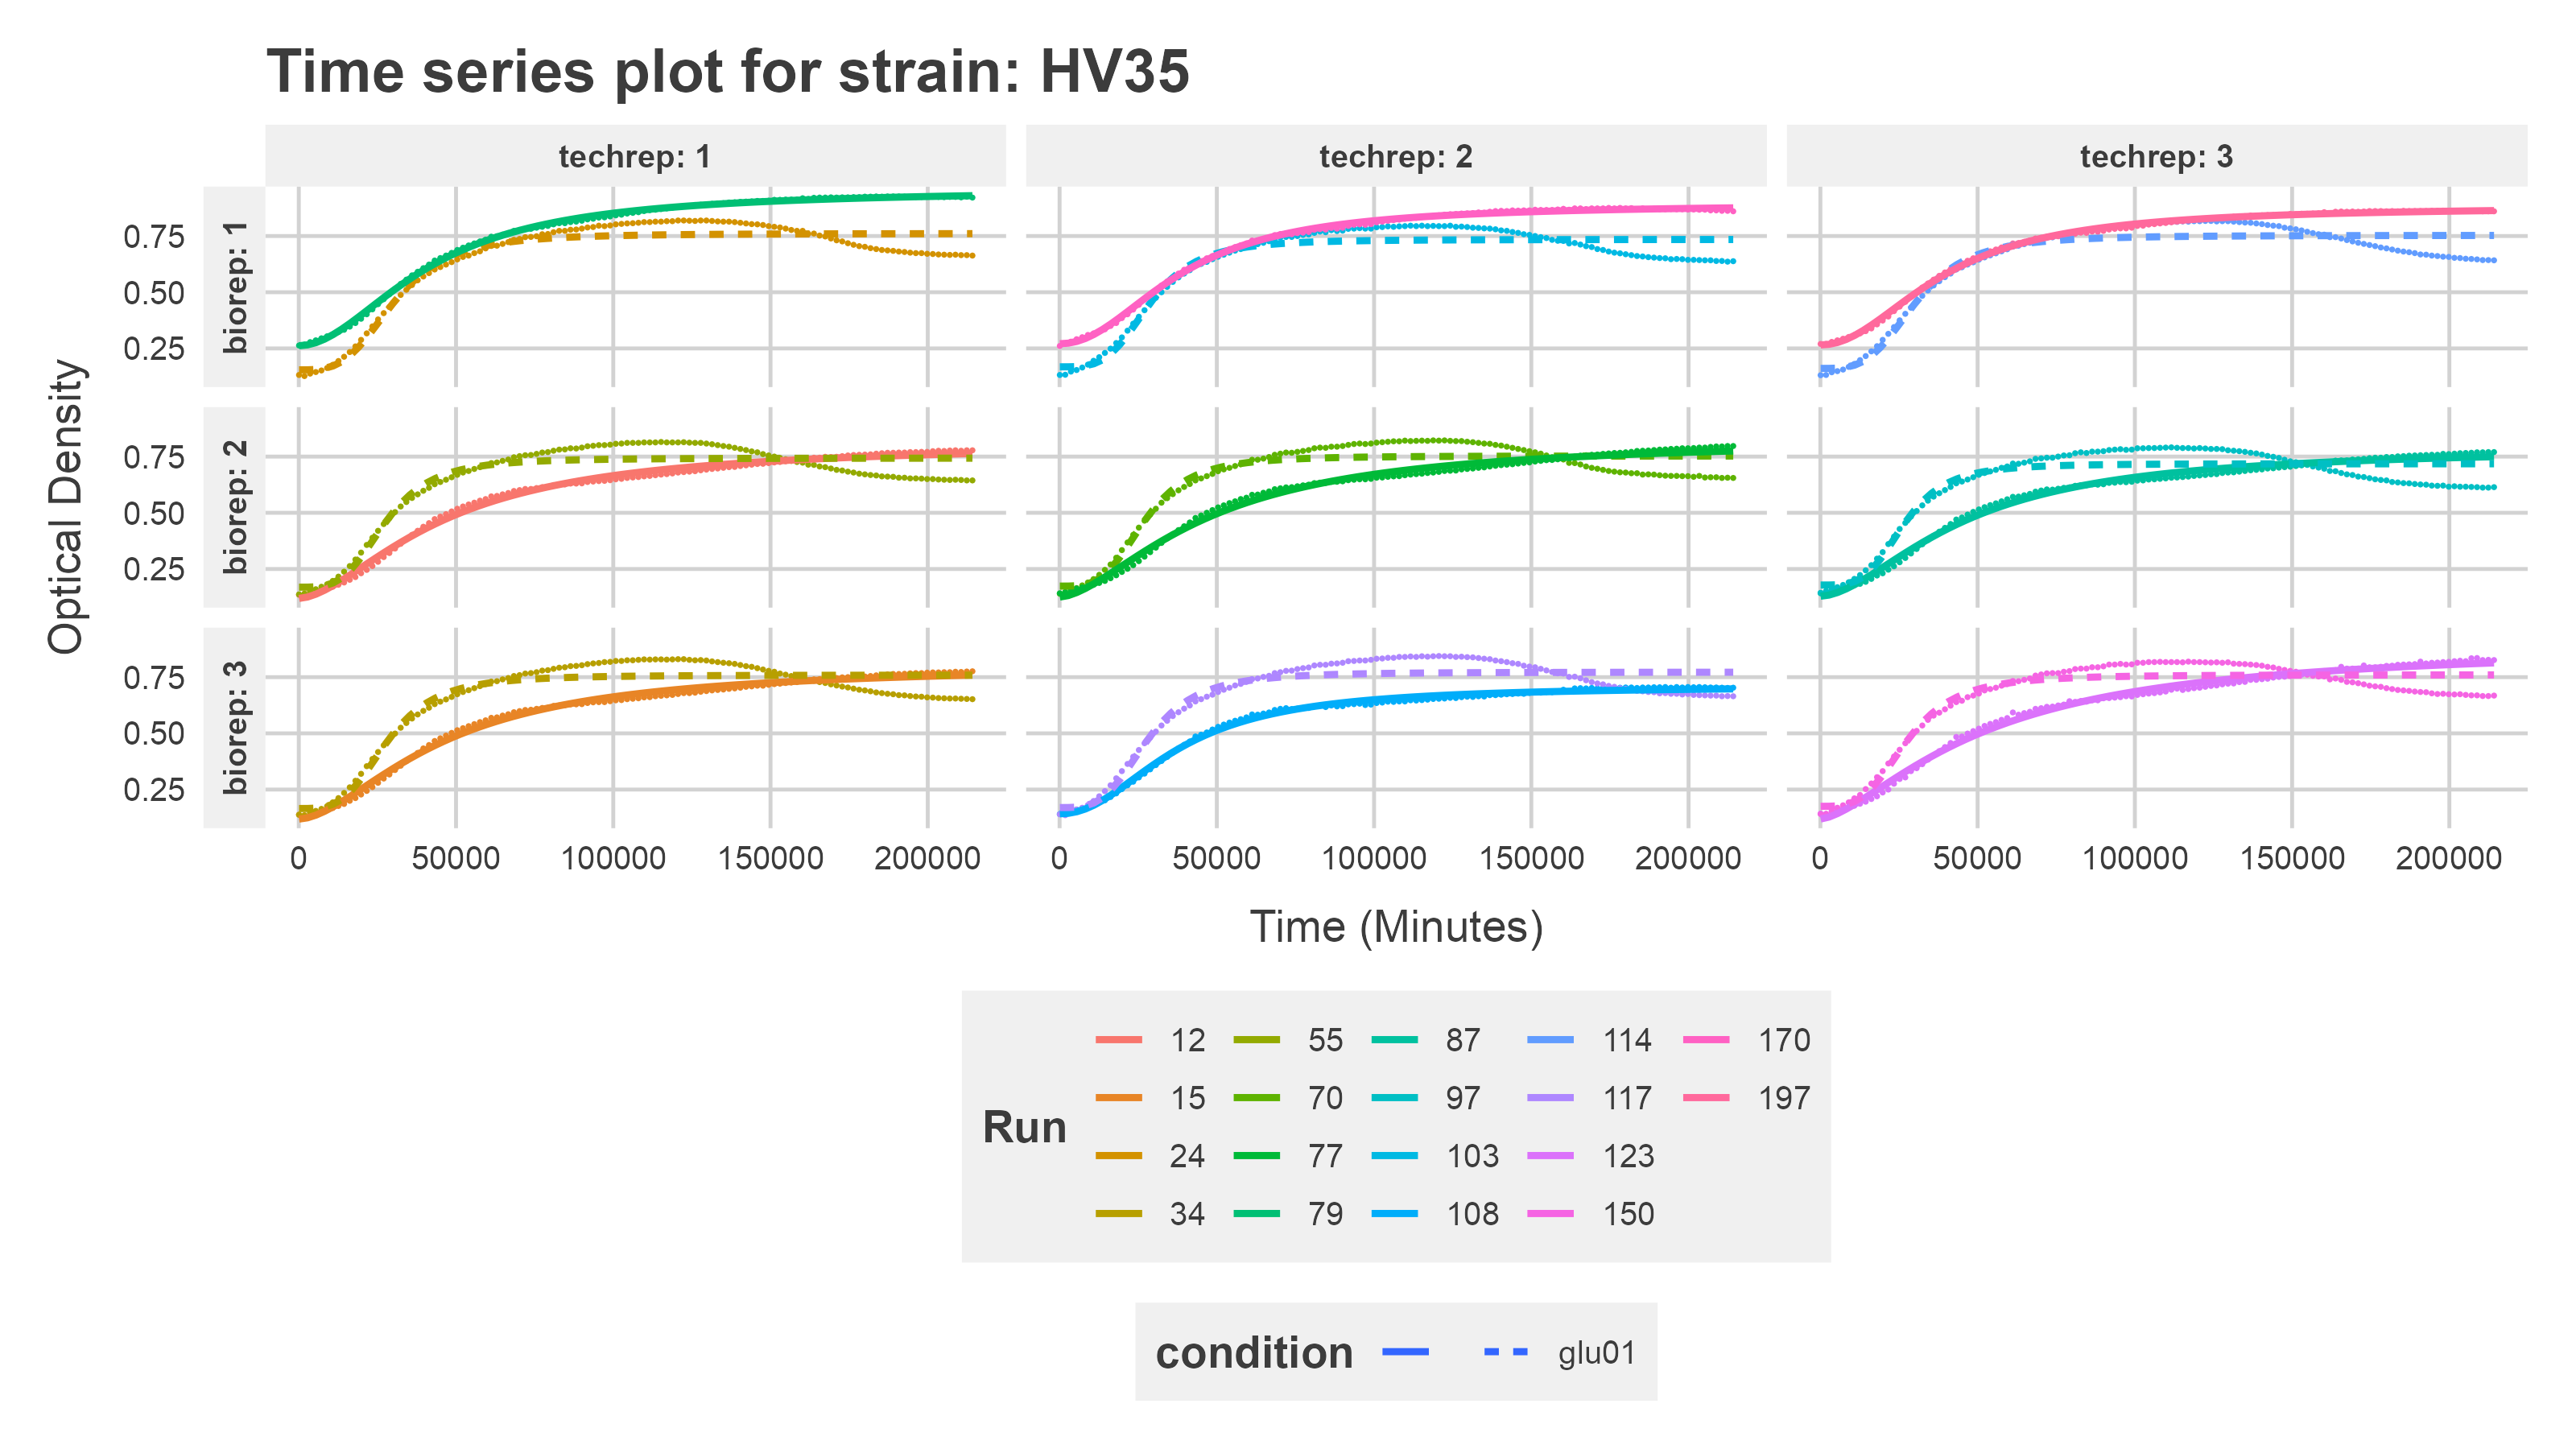 Time series plot for strain: HV35
techrep: 1
techrep: 2
techrep: 3
Optical Density
biorep: 1
0.75
0.50
0.25
biorep: 2
0.75
0.50
0.25
biorep: 3
0.75
0.50
0.25
0 50000 100000 150000 200000
0 50000 100000 150000 200000
0 50000 100000 150000 200000
Time (Minutes)
Run
12 55 87 114 170
15 70 97 117 197
24 77 103 123
34 79 108 150
condition glu01